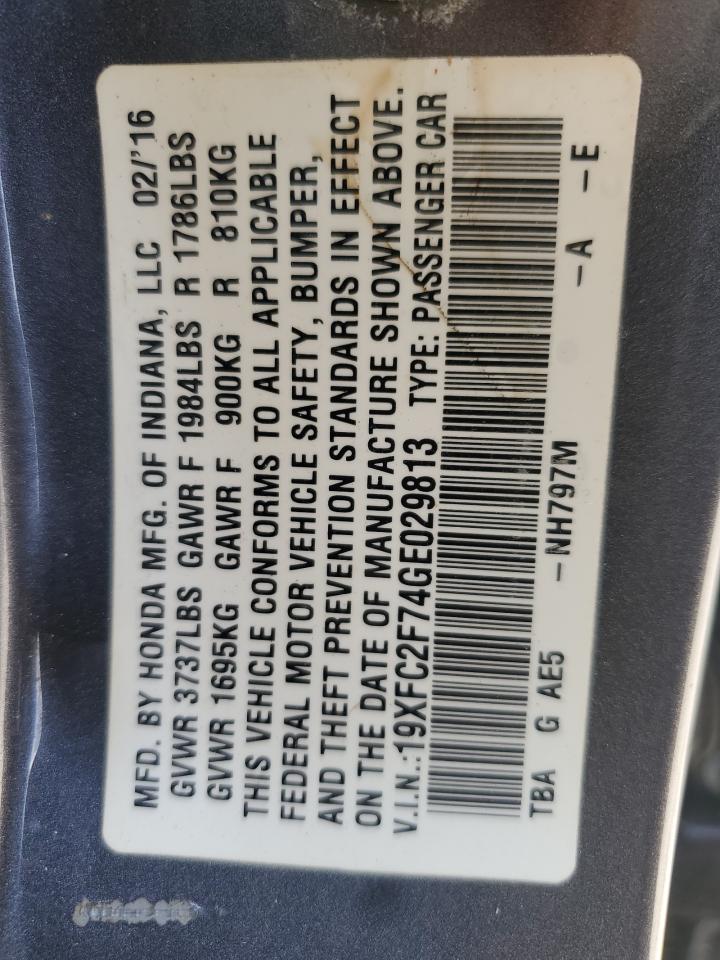 MFD. BY HONDA MFG. OF INDIANA, LLC 02/'16
GVWR 3737LBS GAWR F 1984LBS R 1786LBS
GVWR 1695KG GAWR F 900KG R 810KG
THIS VEHICLE CONFORMS TO ALL APPLICABLE
FEDERAL MOTOR VEHICLE SAFETY, BUMPER,
AND THEFT PREVENTION STANDARDS IN EFFECT
ON THE DATE OF MANUFACTURE SHOWN ABOVE.
V.I.N.:19XFC2F74GE029813 TYPE: PASSENGER CAR
TBA G AE5 –NH797M –A –E